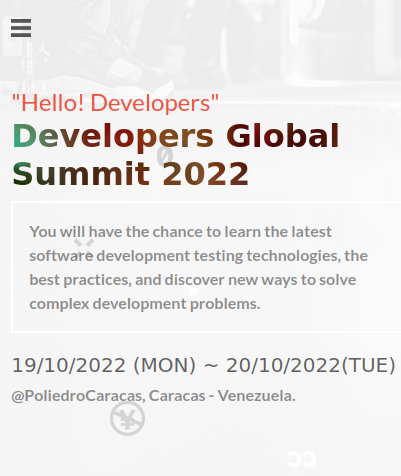 "Hello! Developers"
Developers Global
Summit 2022
You will have the chance to learn the latest
software development testing technologies, the
best practices, and discover new ways to solve
complex development problems.
19/10/2022 (MON) ~ 20/10/2022(TUE)
@PoliedroCaracas, Caracas - Venezuela.